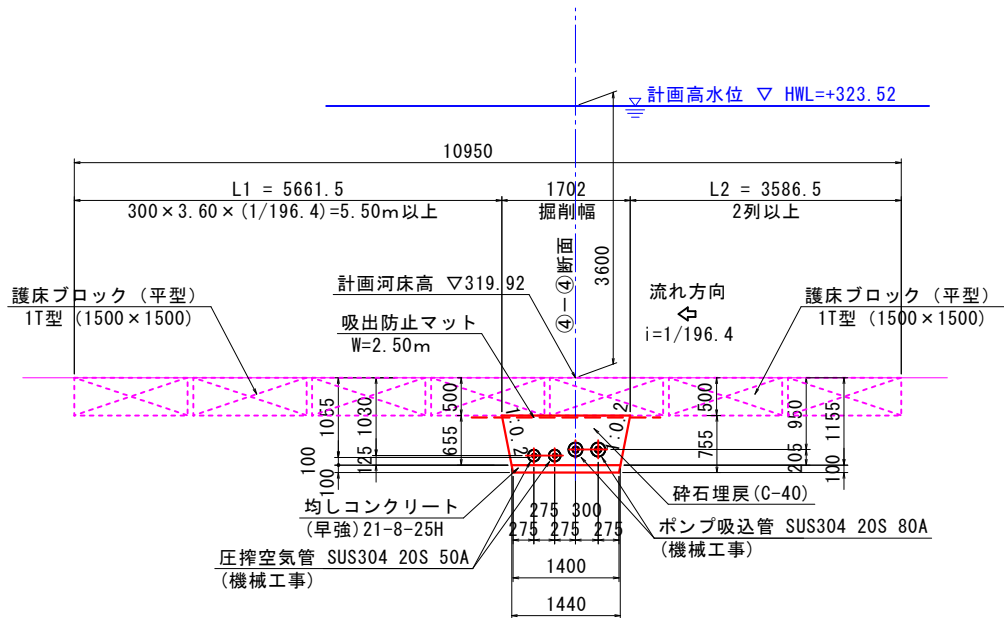 計画高水位 ▽ HWL=+323.52
10950
L1 = 5661.5
300×3.60×(1/196.4)=5.50m以上
1702
掘削幅
L2 = 3586.5
2列以上
④－④断面
3600
計画河床高 ▽319.92
流れ方向
i=1/196.4
護床ブロック (平型)
1T型 (1500×1500)
護床ブロック (平型)
1T型 (1500×1500)
吸出防止マット
W=2.50m
1055
1030
500
500
950
1155
1:0.2
1:0.2
100
125
655
755
205
100
100
砕石埋戻(C-40)
均しコンクリート
(早強)21-8-25H
275 300
275 275 275
ポンプ吸込管 SUS304 20S 80A
(機械工事)
圧搾空気管 SUS304 20S 50A
(機械工事)
1400
1440